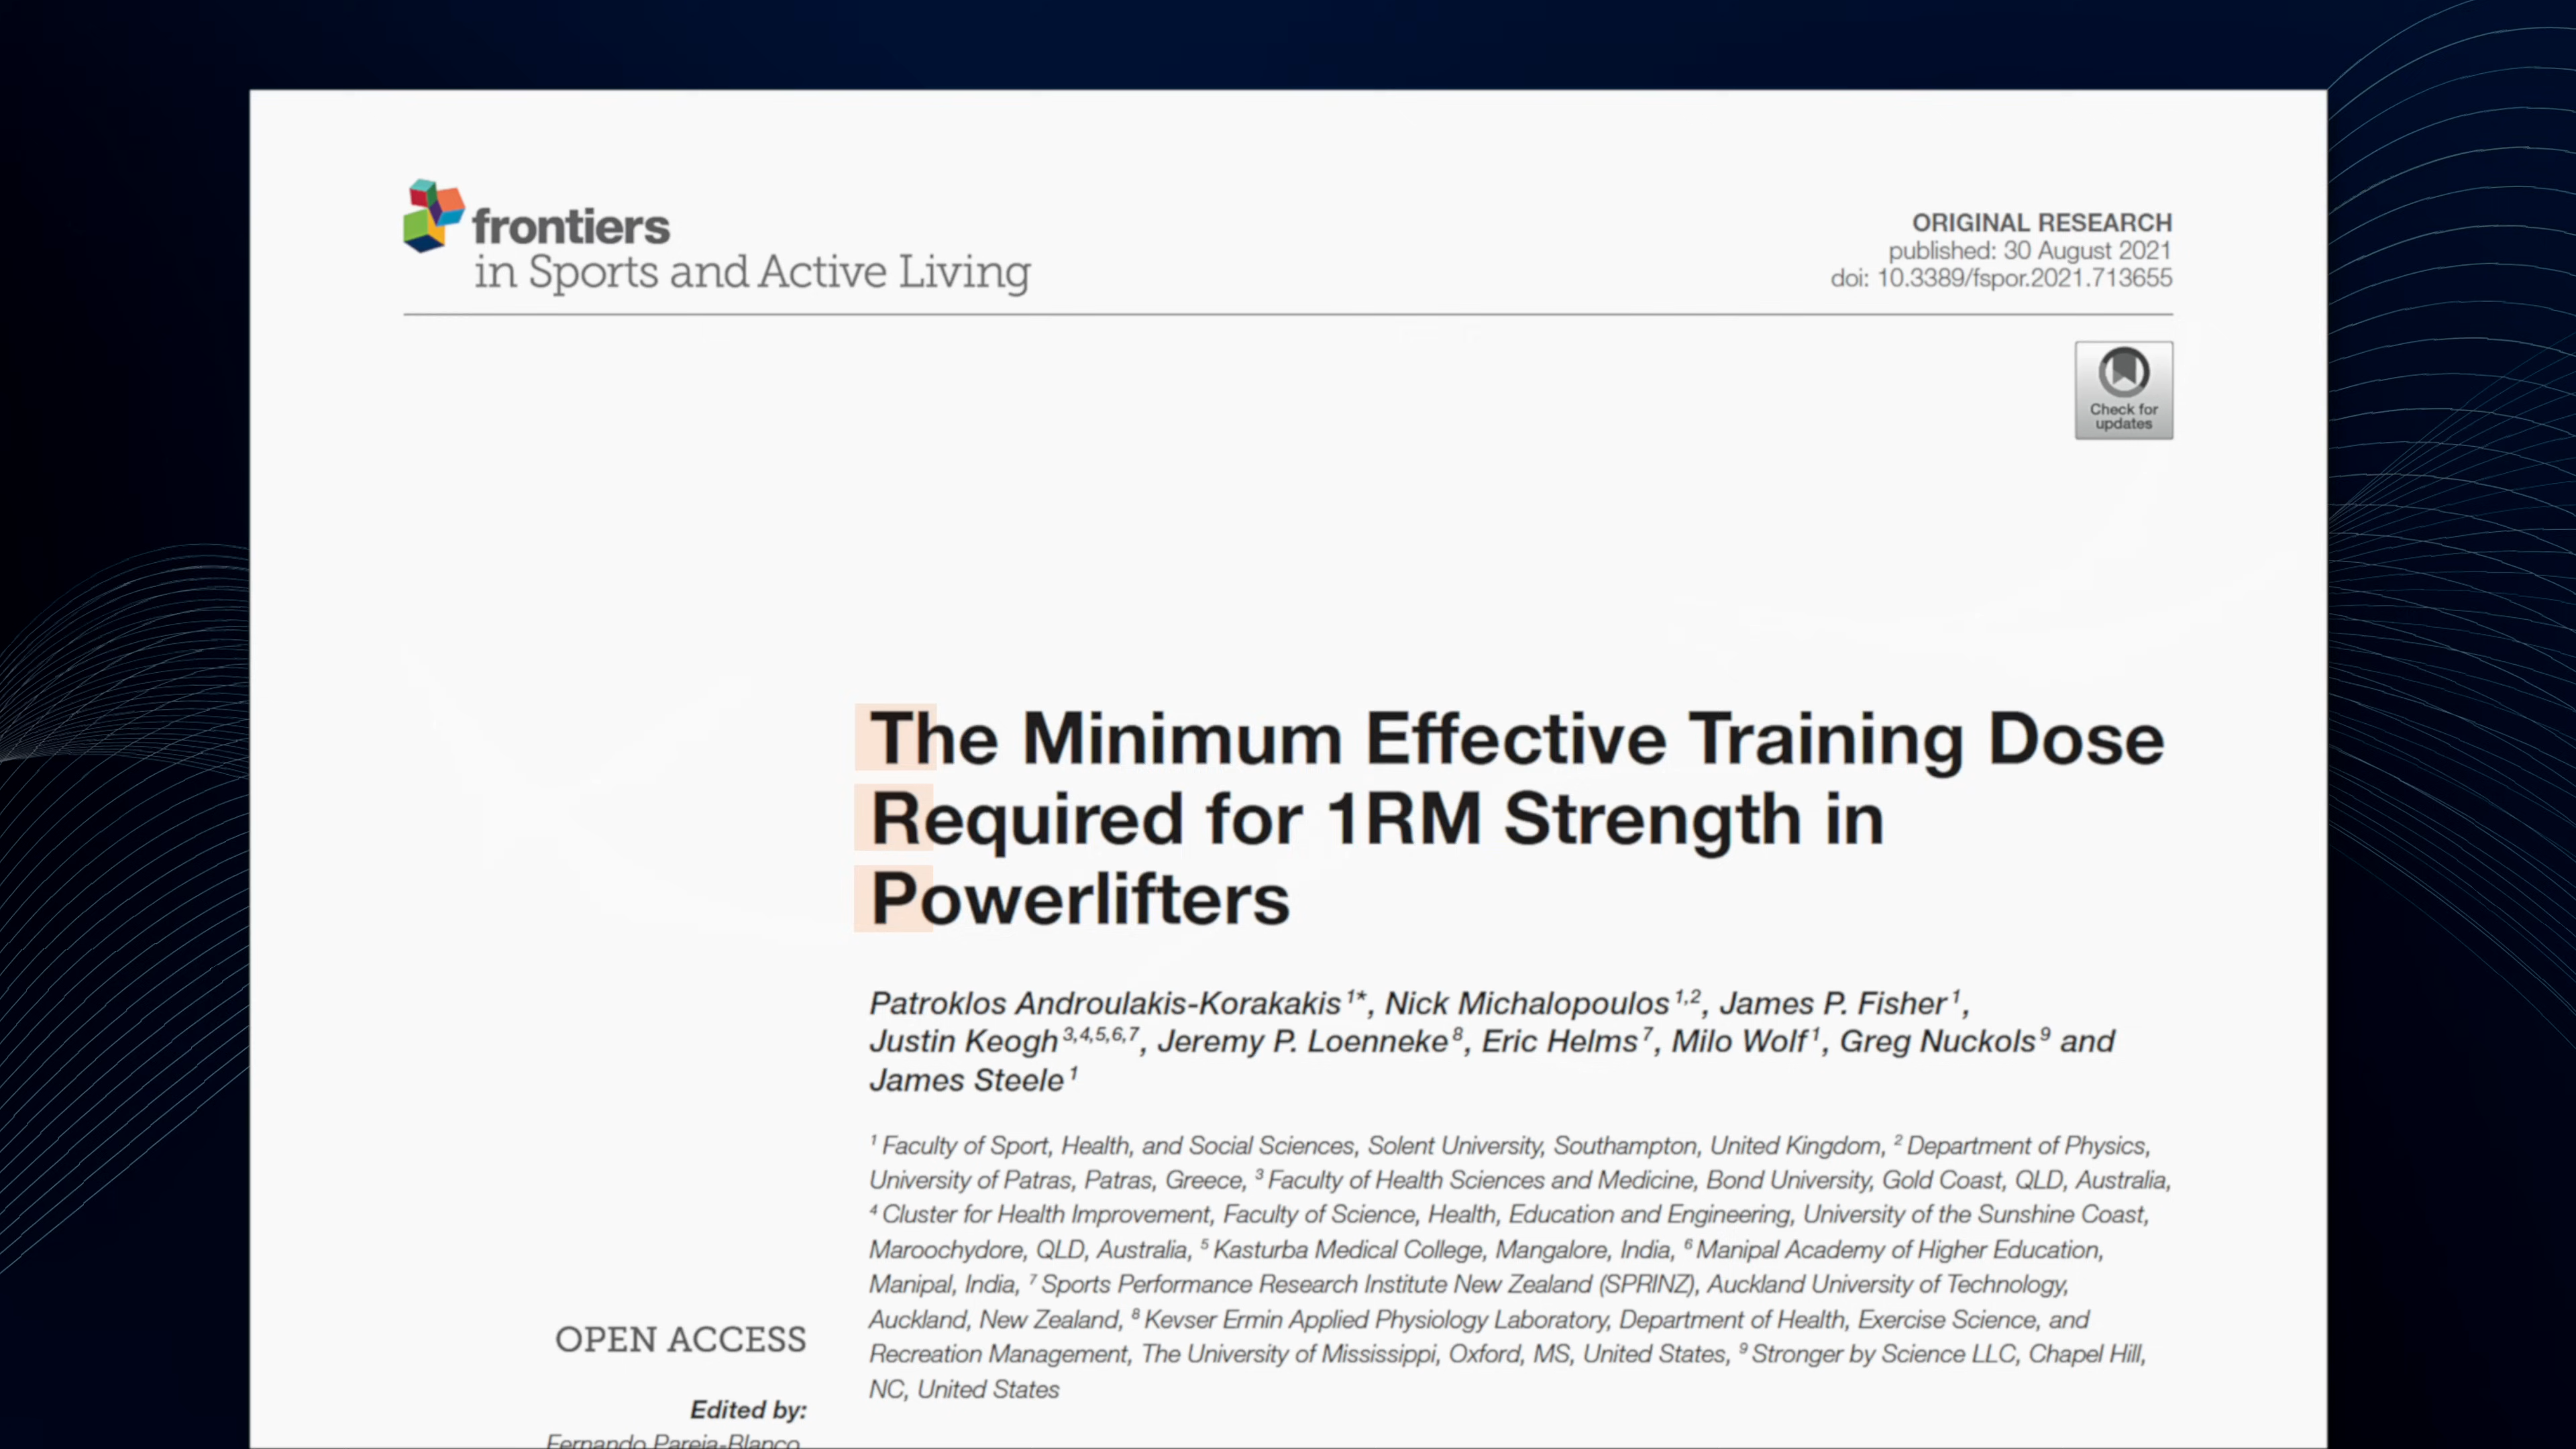 frontiers
in Sports and Active Living
ORIGINAL RESEARCH
published: 30 August 2021
doi: 10.3389/fspor.2021.713655
Check for
updates
The Minimum Effective Training Dose
Required for 1RM Strength in
Powerlifters
Patroklos Androulakis-Korakakis 1*, Nick Michalopoulos 1,2, James P. Fisher 1,
Justin Keogh 3,4,5,6,7, Jeremy P. Loenneke 8, Eric Helms 7, Milo Wolf 1, Greg Nuckols 9 and
James Steele 1
1 Faculty of Sport, Health, and Social Sciences, Solent University, Southampton, United Kingdom, 2 Department of Physics,
University of Patras, Patras, Greece, 3 Faculty of Health Sciences and Medicine, Bond University, Gold Coast, QLD, Australia,
4 Cluster for Health Improvement, Faculty of Science, Health, Education and Engineering, University of the Sunshine Coast,
Maroochydore, QLD, Australia, 5 Kasturba Medical College, Mangalore, India, 6 Manipal Academy of Higher Education,
Manipal, India, 7 Sports Performance Research Institute New Zealand (SPRINZ), Auckland University of Technology,
Auckland, New Zealand, 8 Kevser Ermin Applied Physiology Laboratory, Department of Health, Exercise Science, and
Recreation Management, The University of Mississippi, Oxford, MS, United States, 9 Stronger by Science LLC, Chapel Hill,
NC, United States
OPEN ACCESS
Edited by:
Fernando Pareja-Blanco,